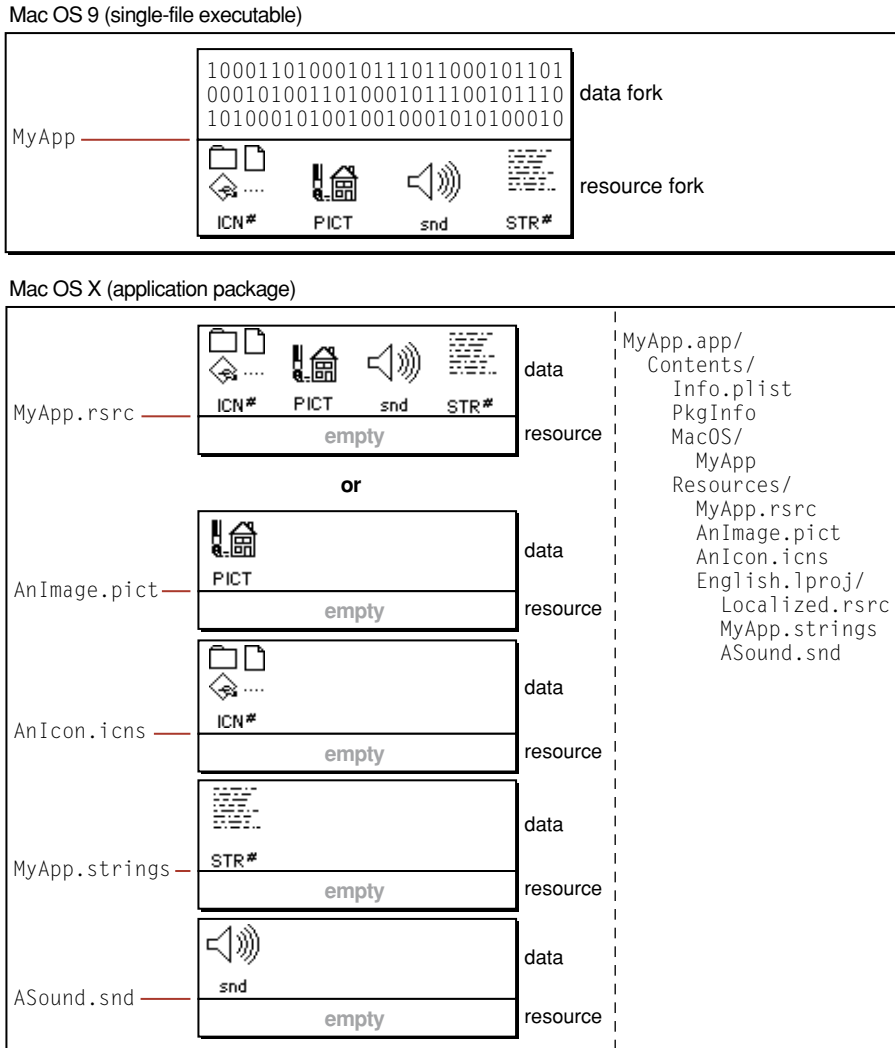 Mac OS 9 (single-file executable)
1000110100010111011000101101
0001010011010001011100101110
1010001010010010001010100010
data fork
MyApp
ICN# PICT snd STR#
resource fork
Mac OS X (application package)
ICN# PICT snd STR#
data
MyApp.rsrc
empty
resource
or
PICT
data
AnImage.pict
empty
resource
ICN#
data
AnIcon.icns
empty
resource
STR#
data
MyApp.strings
empty
resource
snd
data
ASound.snd
empty
resource
MyApp.app/
Contents/
Info.plist
PkgInfo
MacOS/
MyApp
Resources/
MyApp.rsrc
AnImage.pict
AnIcon.icns
English.lproj/
Localized.rsrc
MyApp.strings
ASound.snd